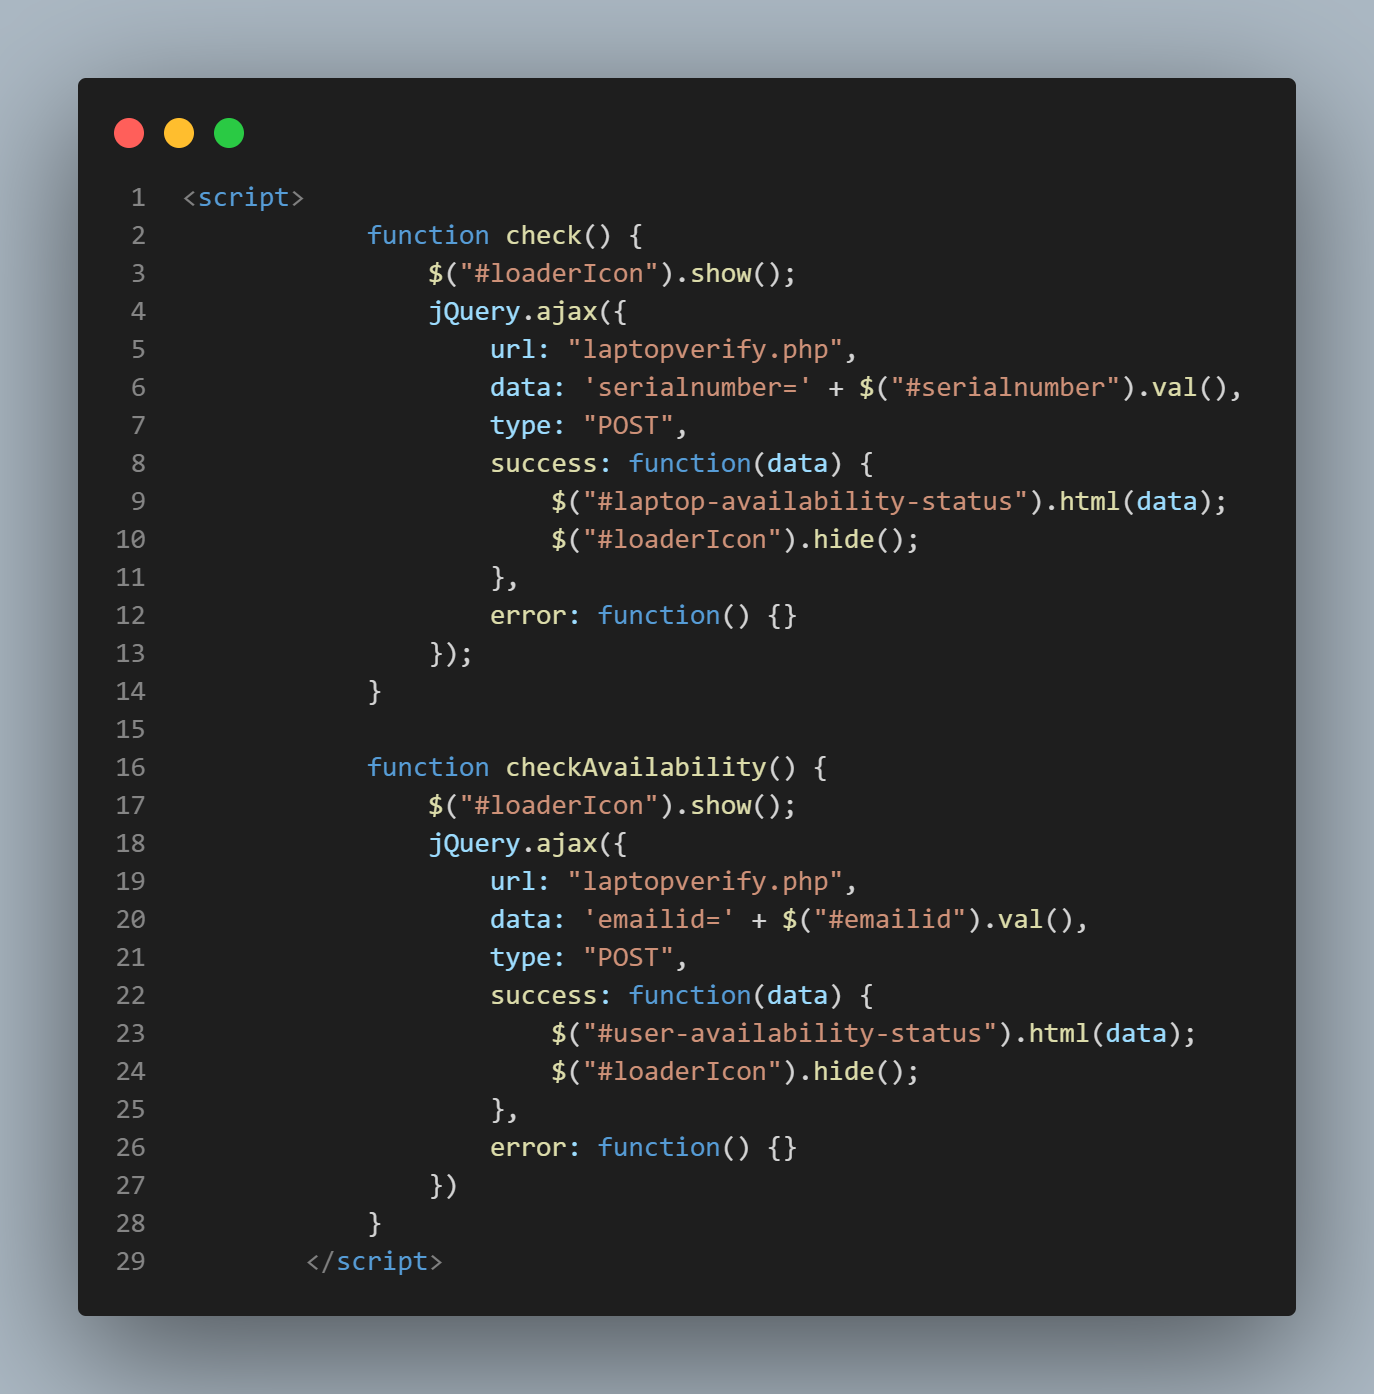 1 <script>
2             function check() {
3                 $("#loaderIcon").show();
4                 jQuery.ajax({
5                     url: "laptopverify.php",
6                     data: 'serialnumber=' + $("#serialnumber").val(),
7                     type: "POST",
8                     success: function(data) {
9                         $("#laptop-availability-status").html(data);
10                         $("#loaderIcon").hide();
11                     },
12                     error: function() {}
13                 });
14             }
15
16             function checkAvailability() {
17                 $("#loaderIcon").show();
18                 jQuery.ajax({
19                     url: "laptopverify.php",
20                     data: 'emailid=' + $("#emailid").val(),
21                     type: "POST",
22                     success: function(data) {
23                         $("#user-availability-status").html(data);
24                         $("#loaderIcon").hide();
25                     },
26                     error: function() {}
27                 })
28             }
29         </script>